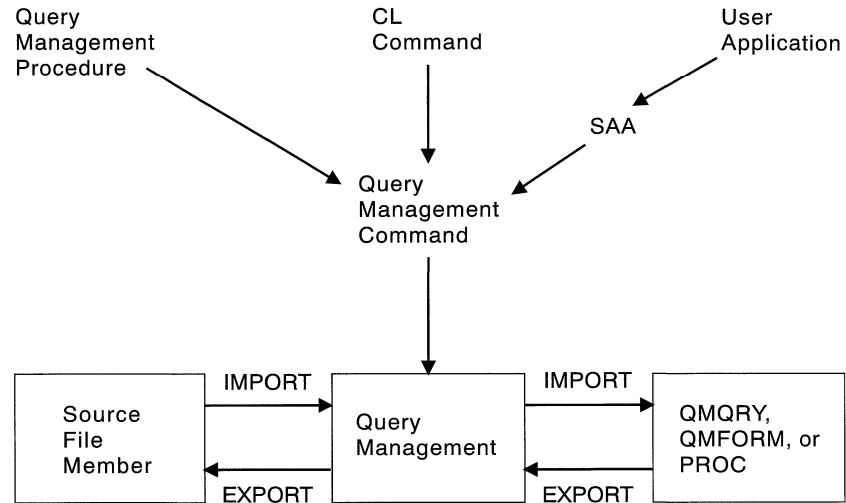 Query
Management
Procedure
CL
Command
User
Application
SAA
Query
Management
Command
IMPORT
IMPORT
Source
File
Member
Query
Management
QMQRY,
QMFORM, or
PROC
EXPORT
EXPORT